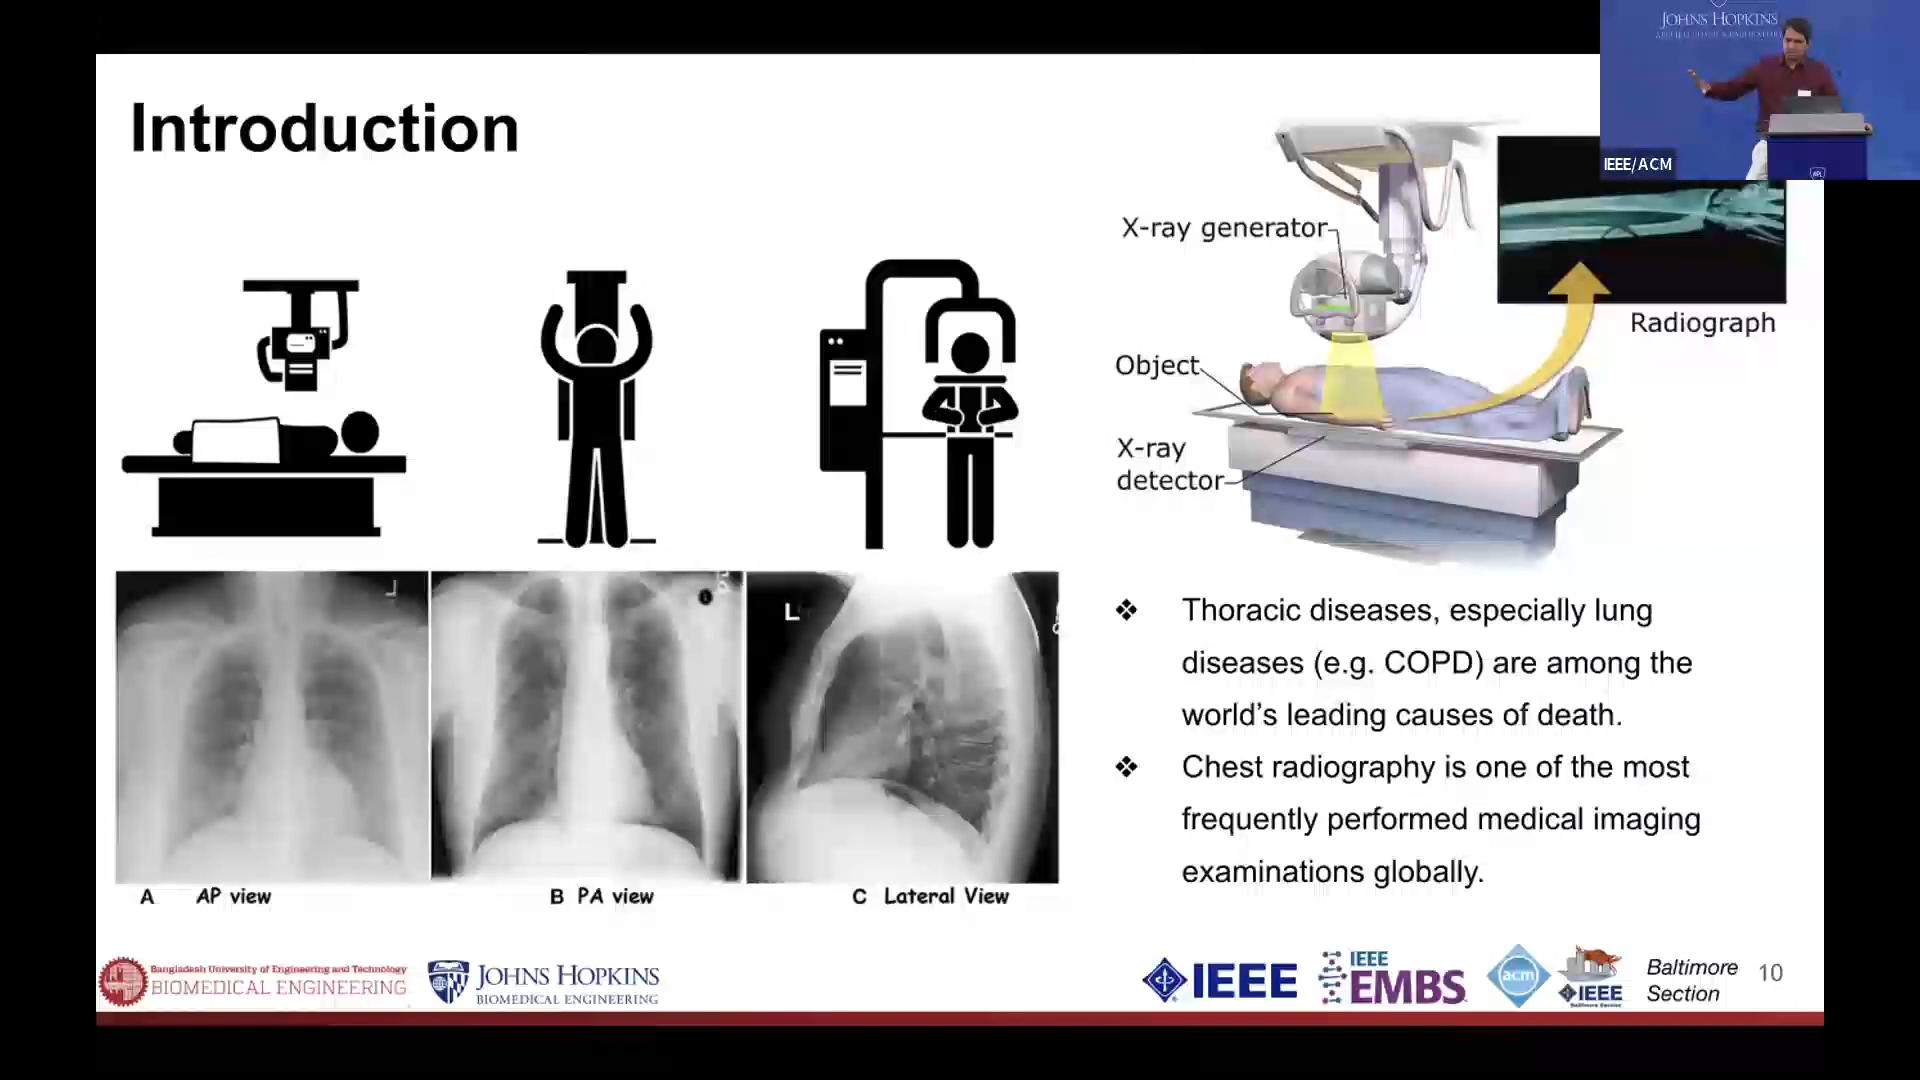 Introduction
JOHNS HOPKINS
IEEE/ACM
X-ray generator
Radiograph
Object
X-ray
detector
L
A AP view
B PA view
C Lateral View
❖ Thoracic diseases, especially lung
diseases (e.g. COPD) are among the
world’s leading causes of death.
❖ Chest radiography is one of the most
frequently performed medical imaging
examinations globally.
Bangladesh University of Engineering and Technology
BIOMEDICAL ENGINEERING
JOHNS HOPKINS
BIOMEDICAL ENGINEERING
IEEE
IEEE
EMBS
acm
IEEE
Baltimore Section
Baltimore
Section
10